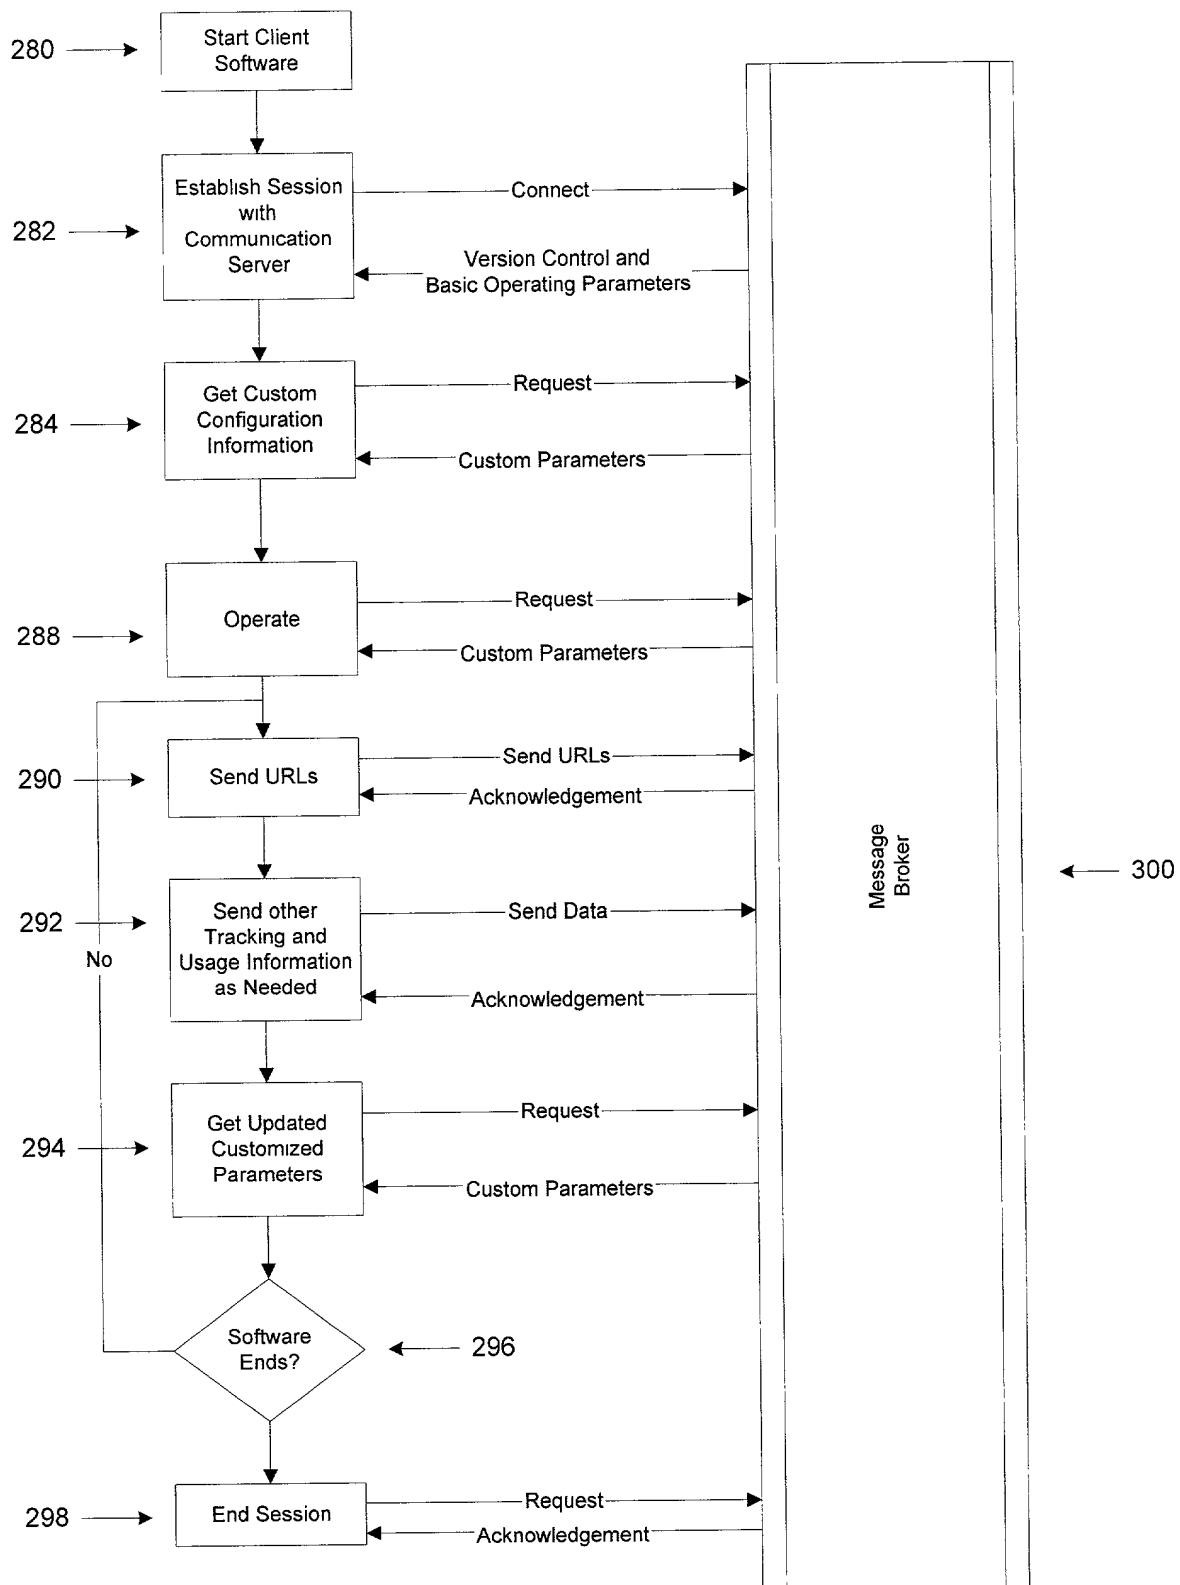 280
Start Client
Software
282
Establish Session
with
Communication
Server
Connect
Version Control and
Basic Operating Parameters
284
Get Custom
Configuration
Information
Request
Custom Parameters
288
Operate
Request
Custom Parameters
290
Send URLs
Send URLs
Acknowledgement
292
Send other
Tracking and
Usage Information
as Needed
Send Data
Acknowledgement
No
Message
Broker
300
294
Get Updated
Customized
Parameters
Request
Custom Parameters
Software
Ends?
296
298
End Session
Request
Acknowledgement